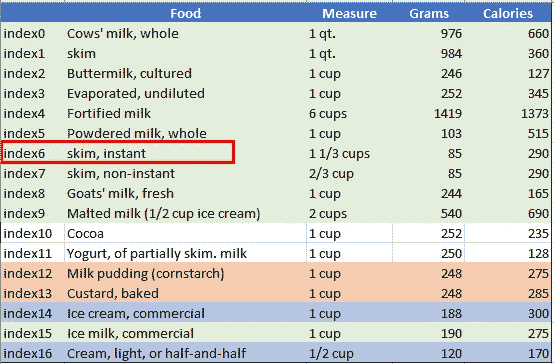 Food Measure Grams Calories
index0 Cows' milk, whole 1 qt. 976 660
index1 skim 1 qt. 984 360
index2 Buttermilk, cultured 1 cup 246 127
index3 Evaporated, undiluted 1 cup 252 345
index4 Fortified milk 6 cups 1419 1373
index5 Powdered milk, whole 1 cup 103 515
index6 skim, instant 1 1/3 cups 85 290
index7 skim, non-instant 2/3 cup 85 290
index8 Goats' milk, fresh 1 cup 244 165
index9 Malted milk (1/2 cup ice cream) 2 cups 540 690
index10 Cocoa 1 cup 252 235
index11 Yogurt, of partially skim. milk 1 cup 250 128
index12 Milk pudding (cornstarch) 1 cup 248 275
index13 Custard, baked 1 cup 248 285
index14 Ice cream, commercial 1 cup 188 300
index15 Ice milk, commercial 1 cup 190 275
index16 Cream, light, or half-and-half 1/2 cup 120 170